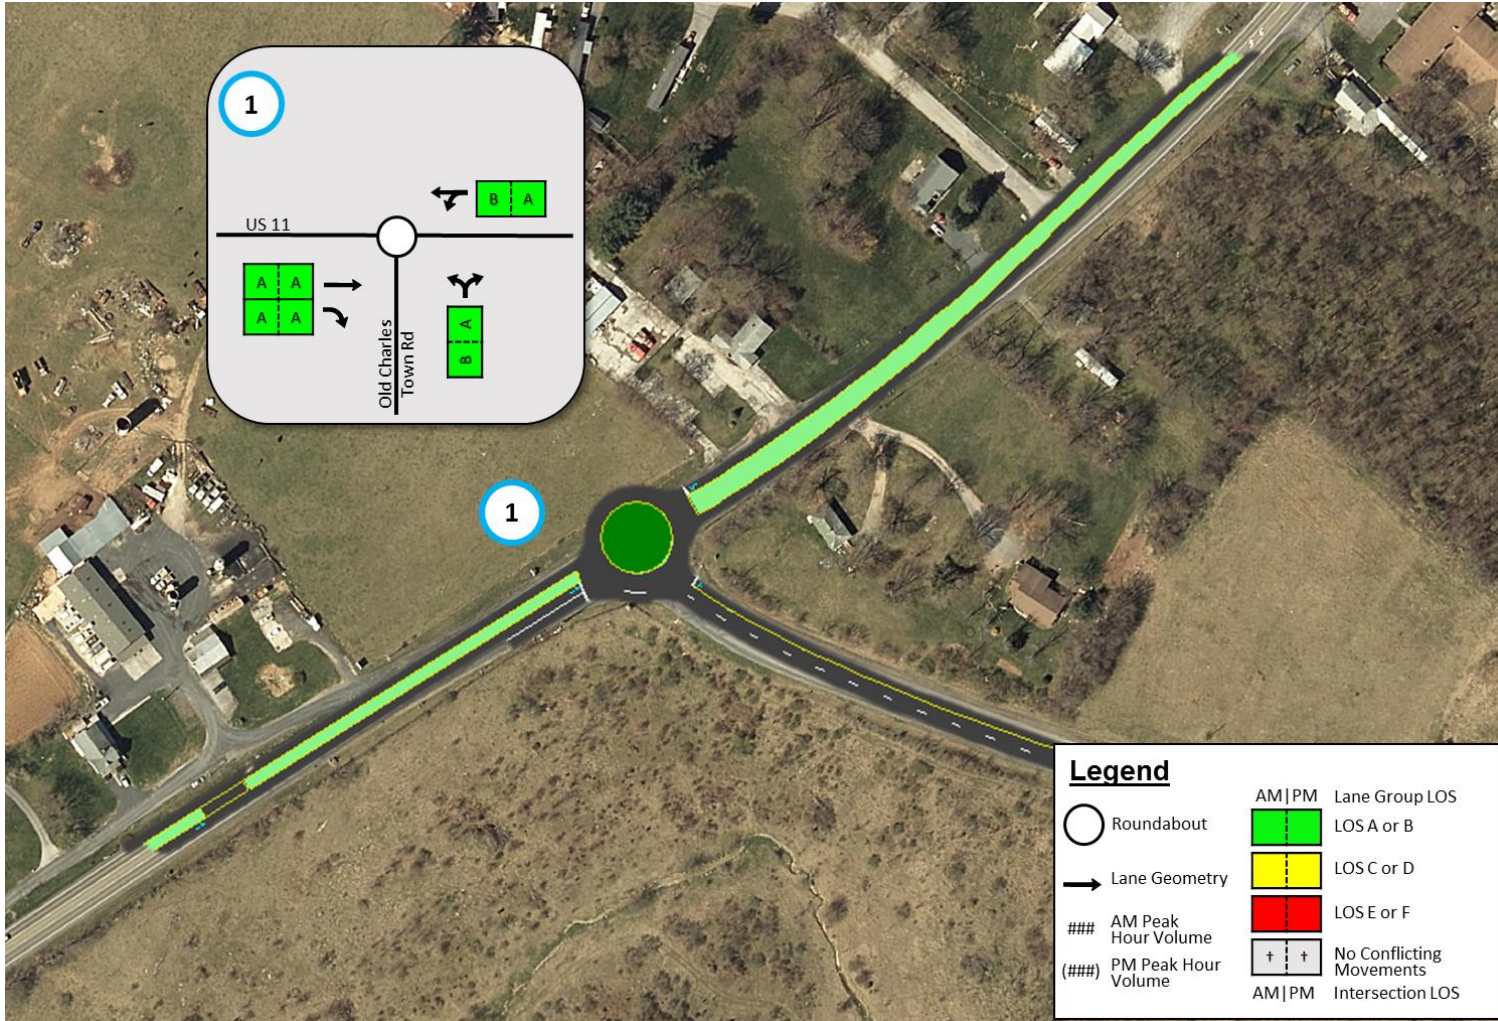 1
B A
US 11
A A
A A
Old Charles
Town Rd
A
B
1
Legend
Roundabout
Lane Geometry
### AM Peak
Hour Volume
(###) PM Peak Hour
Volume
AM|PM Lane Group LOS
LOS A or B
LOS C or D
LOS E or F
† † No Conflicting
Movements
AM|PM Intersection LOS